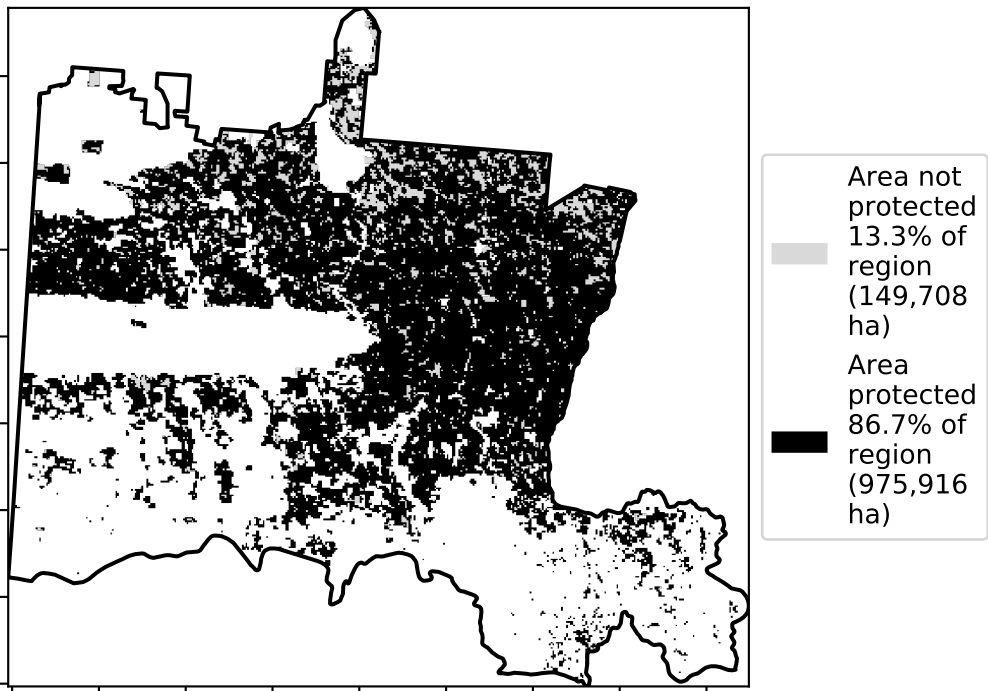 Area not
protected
13.3% of
region
(149,708
ha)
Area
protected
86.7% of
region
(975,916
ha)